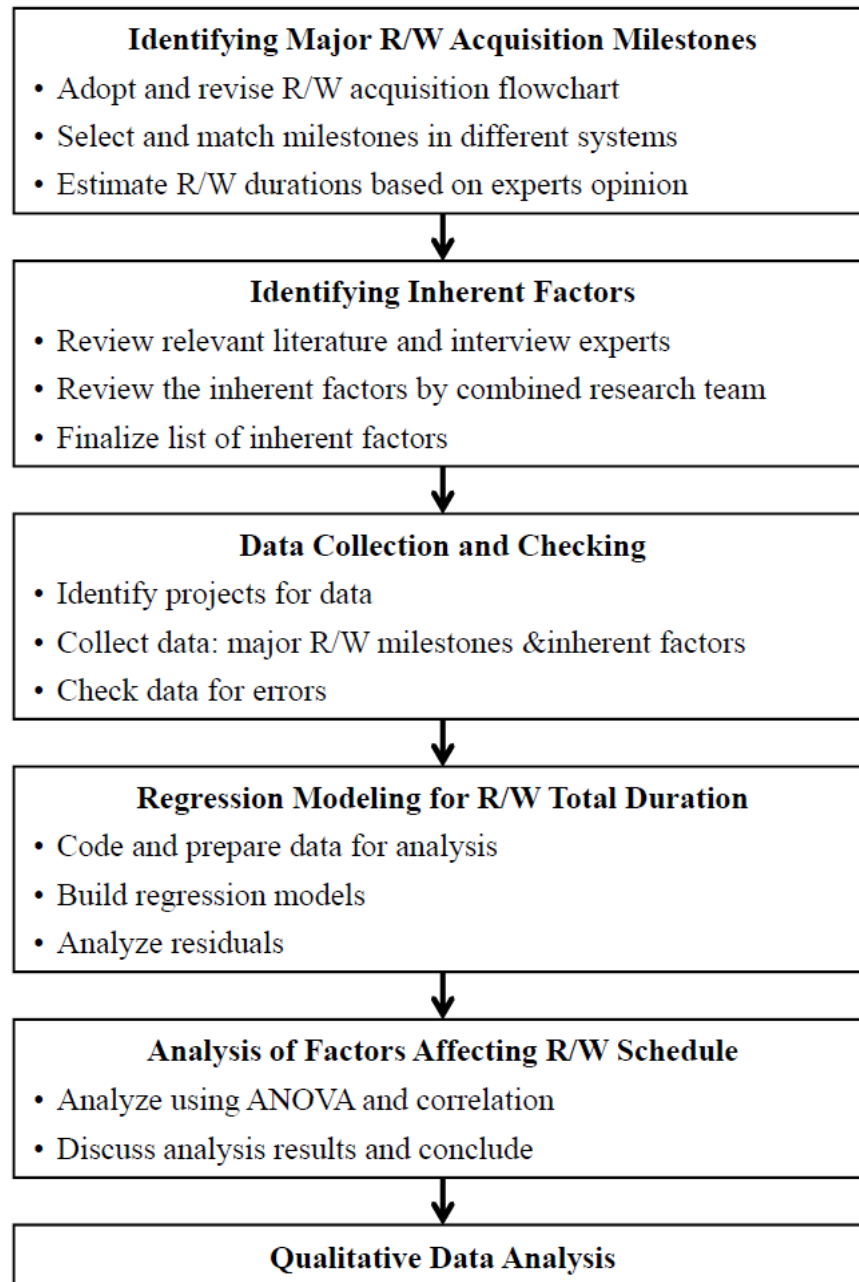 Identifying Major R/W Acquisition Milestones
• Adopt and revise R/W acquisition flowchart
• Select and match milestones in different systems
• Estimate R/W durations based on experts opinion
Identifying Inherent Factors
• Review relevant literature and interview experts
• Review the inherent factors by combined research team
• Finalize list of inherent factors
Data Collection and Checking
• Identify projects for data
• Collect data: major R/W milestones &inherent factors
• Check data for errors
Regression Modeling for R/W Total Duration
• Code and prepare data for analysis
• Build regression models
• Analyze residuals
Analysis of Factors Affecting R/W Schedule
• Analyze using ANOVA and correlation
• Discuss analysis results and conclude
Qualitative Data Analysis